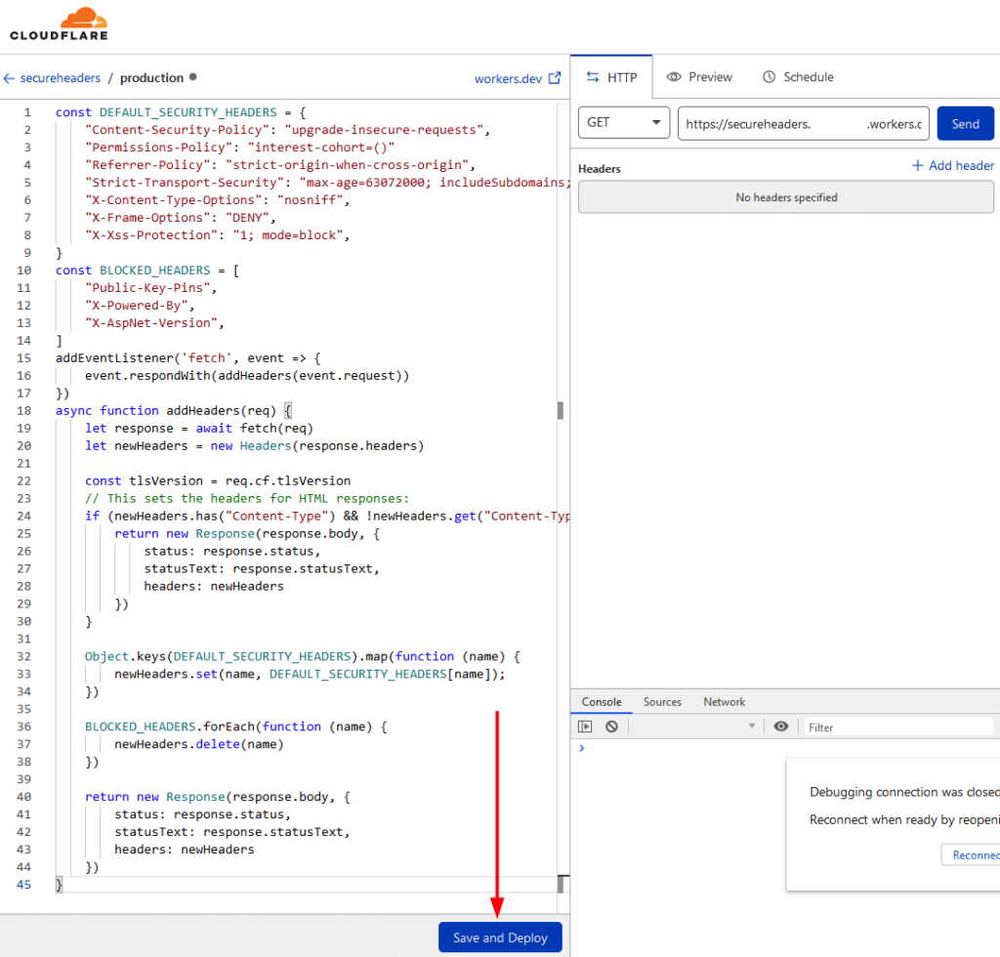 CLOUDFLARE
← secureheaders / production
workers.dev
HTTP
Preview
Schedule
1 const DEFAULT_SECURITY_HEADERS = {
2 "Content-Security-Policy": "upgrade-insecure-requests",
3 "Permissions-Policy": "interest-cohort=()"
4 "Referrer-Policy": "strict-origin-when-cross-origin",
5 "Strict-Transport-Security": "max-age=63072000; includeSubdomains;
6 "X-Content-Type-Options": "nosniff",
7 "X-Frame-Options": "DENY",
8 "X-Xss-Protection": "1; mode=block",
9 }
10 const BLOCKED_HEADERS = [
11 "Public-Key-Pins",
12 "X-Powered-By",
13 "X-AspNet-Version",
14 ]
15 addEventListener('fetch', event => {
16 event.respondWith(addHeaders(event.request))
17 })
18 async function addHeaders(req) {
19 let response = await fetch(req)
20 let newHeaders = new Headers(response.headers)
21
22 const tlsVersion = req.cf.tlsVersion
23 // This sets the headers for HTML responses:
24 if (newHeaders.has("Content-Type") && !newHeaders.get("Content-Typ
25 return new Response(response.body, {
26 status: response.status,
27 statusText: response.statusText,
28 headers: newHeaders
29 })
30 }
31
32 Object.keys(DEFAULT_SECURITY_HEADERS).map(function (name) {
33 newHeaders.set(name, DEFAULT_SECURITY_HEADERS[name]);
34 })
35
36 BLOCKED_HEADERS.forEach(function (name) {
37 newHeaders.delete(name)
38 })
39
40 return new Response(response.body, {
41 status: response.status,
42 statusText: response.statusText,
43 headers: newHeaders
44 })
45 }
Save and Deploy
GET
https://secureheaders. .workers.c
Send
Headers
+ Add header
No headers specified
Console
Sources
Network
Filter
Debugging connection was closed
Reconnect when ready by reopeni
Reconnec